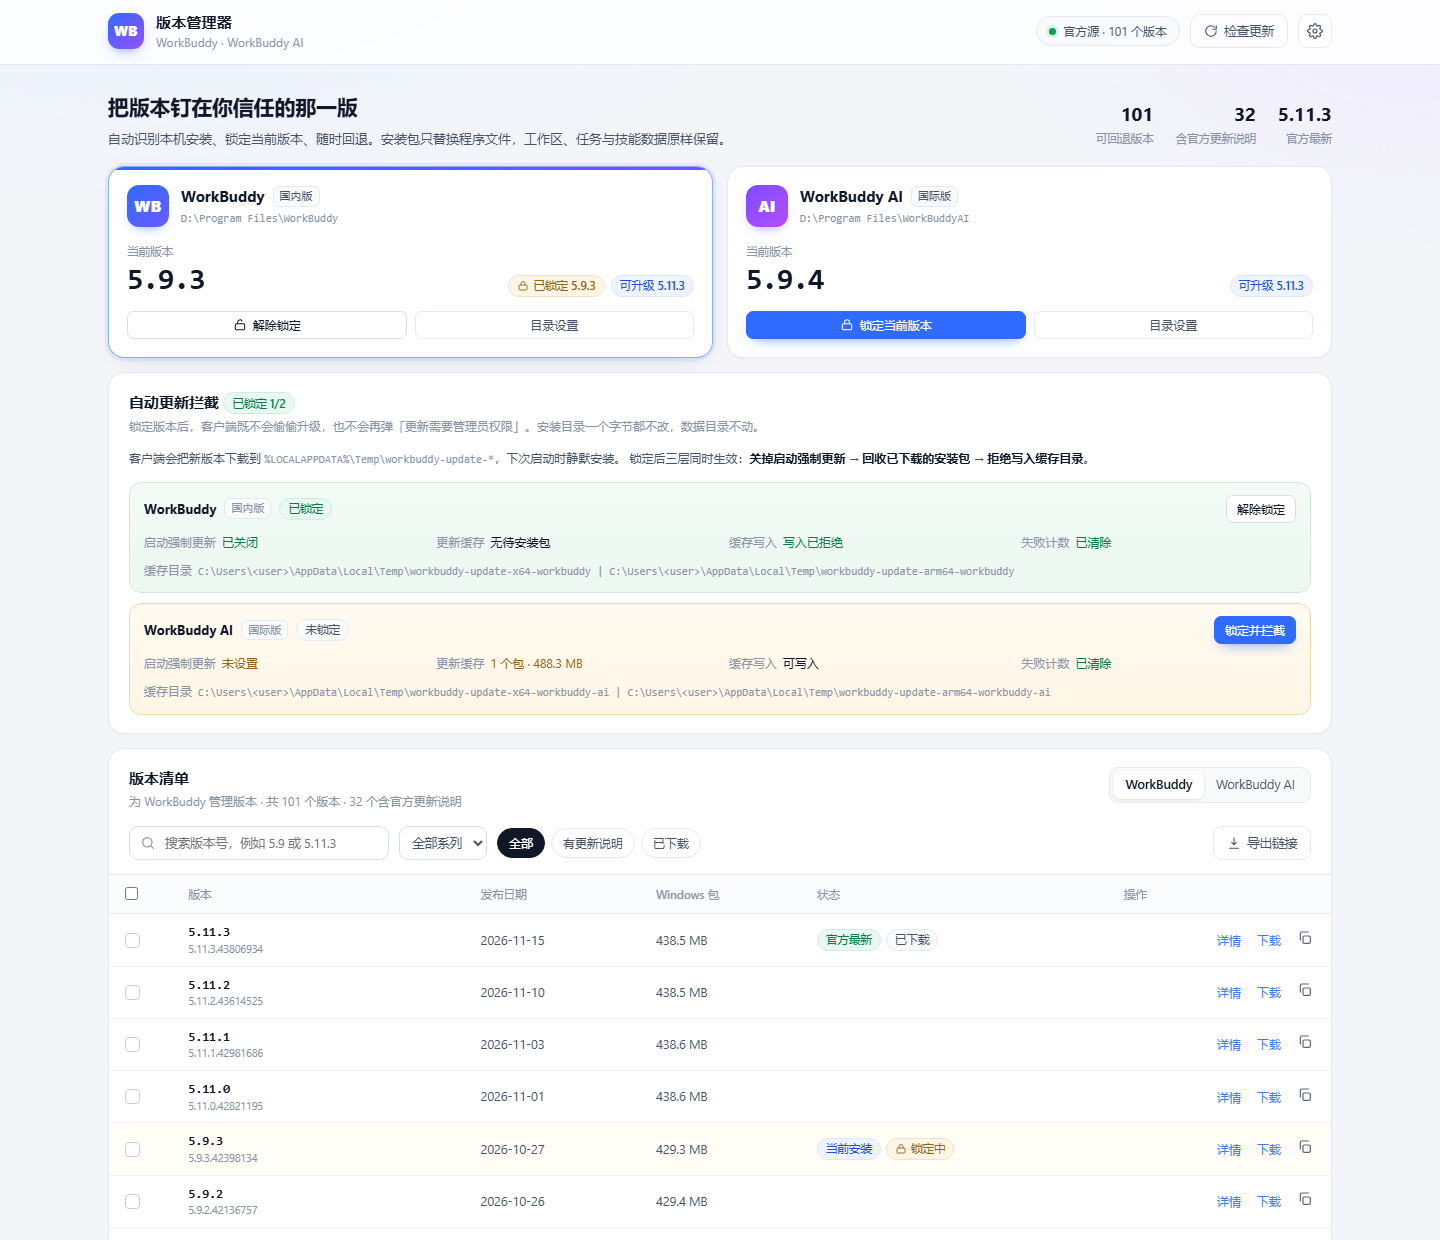 WB
版本管理器
WorkBuddy · WorkBuddy AI
官方源 · 101 个版本
检查更新
把版本钉在你信任的那一版
自动识别本机安装、锁定当前版本、随时回退。安装包只替换程序文件，工作区、任务与技能数据原样保留。
101
可回退版本
32
含官方更新说明
5.11.3
官方最新
WB
WorkBuddy 国内版
D:\Program Files\WorkBuddy
当前版本
5.9.3
已锁定 5.9.3
可升级 5.11.3
解除锁定
目录设置
AI
WorkBuddy AI 国际版
D:\Program Files\WorkBuddyAI
当前版本
5.9.4
可升级 5.11.3
锁定当前版本
目录设置
自动更新拦截 已锁定 1/2
锁定版本后，客户端既不会偷偷升级，也不会再弹「更新需要管理员权限」。安装目录一个字节都不改，数据目录不动。
客户端会把新版本下载到 %LOCALAPPDATA%\Temp\workbuddy-update-*，下次启动时静默安装。 锁定后三层同时生效：关掉启动强制更新 → 回收已下载的安装包 → 拒绝写入缓存目录。
WorkBuddy 国内版 已锁定
解除锁定
启动强制更新 已关闭 更新缓存 无待安装包 缓存写入 写入已拒绝 失败计数 已清除
缓存目录 C:\Users\<user>\AppData\Local\Temp\workbuddy-update-x64-workbuddy | C:\Users\<user>\AppData\Local\Temp\workbuddy-update-arm64-workbuddy
WorkBuddy AI 国际版 未锁定
锁定并拦截
启动强制更新 未设置 更新缓存 1 个包 · 488.3 MB 缓存写入 可写入 失败计数 已清除
缓存目录 C:\Users\<user>\AppData\Local\Temp\workbuddy-update-x64-workbuddy-ai | C:\Users\<user>\AppData\Local\Temp\workbuddy-update-arm64-workbuddy-ai
版本清单
为 WorkBuddy 管理版本 · 共 101 个版本 · 32 个含官方更新说明
WorkBuddy WorkBuddy AI
搜索版本号，例如 5.9 或 5.11.3
全部系列
全部
有更新说明
已下载
导出链接
版本 发布日期 Windows 包 状态 操作
5.11.3
5.11.3.43806934
2026-11-15 438.5 MB 官方最新 已下载 详情 下载
5.11.2
5.11.2.43614525
2026-11-10 438.5 MB 详情 下载
5.11.1
5.11.1.42981686
2026-11-03 438.6 MB 详情 下载
5.11.0
5.11.0.42821195
2026-11-01 438.6 MB 详情 下载
5.9.3
5.9.3.42398134
2026-10-27 429.3 MB 当前安装 锁定中 详情 下载
5.9.2
5.9.2.42136757
2026-10-26 429.4 MB 详情 下载